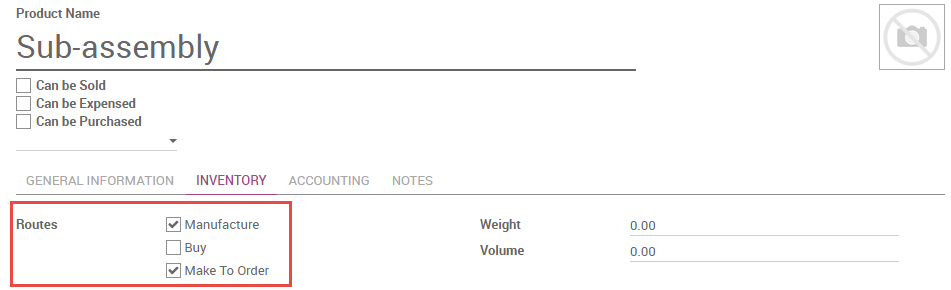 Product Name
Sub-assembly
Can be Sold
Can be Expensed
Can be Purchased
GENERAL INFORMATION INVENTORY ACCOUNTING NOTES
Routes Manufacture Weight 0.00
Buy Volume 0.00
Make To Order